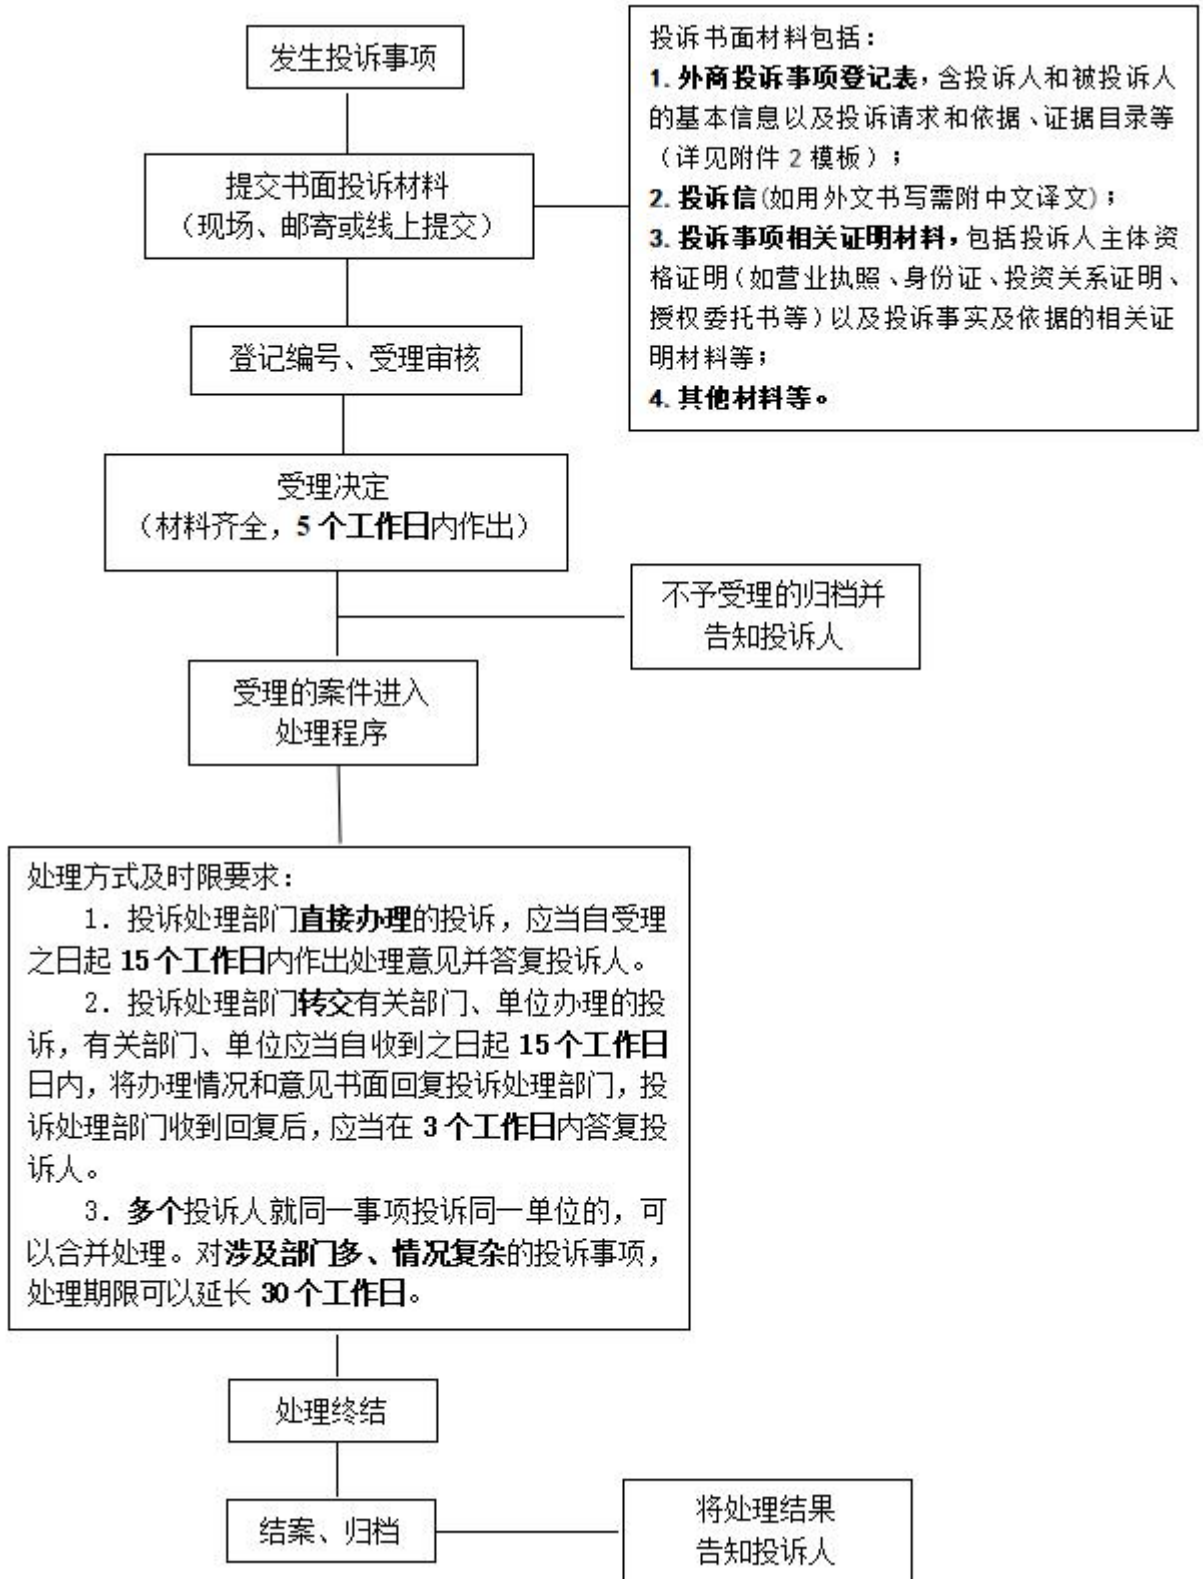 发生投诉事项
提交书面投诉材料
（现场、邮寄或线上提交）
投诉书面材料包括：
1. 外商投诉事项登记表，含投诉人和被投诉人
的基本信息以及投诉请求和依据、证据目录等
（详见附件 2 模板）；
2. 投诉信(如用外文书写需附中文译文)；
3. 投诉事项相关证明材料，包括投诉人主体资
格证明（如营业执照、身份证、投资关系证明、
授权委托书等）以及投诉事实及依据的相关证
明材料等；
4. 其他材料等。
登记编号、受理审核
受理决定
（材料齐全，5 个工作日内作出）
不予受理的归档并
告知投诉人
受理的案件进入
处理程序
处理方式及时限要求：
1. 投诉处理部门直接办理的投诉，应当自受理
之日起 15 个工作日内作出处理意见并答复投诉人。
2. 投诉处理部门转交有关部门、单位办理的投
诉，有关部门、单位应当自收到之日起 15 个工作日
日内，将办理情况和意见书面回复投诉处理部门，投
诉处理部门收到回复后，应当在 3 个工作日内答复投
诉人。
3. 多个投诉人就同一事项投诉同一单位的，可
以合并处理。对涉及部门多、情况复杂的投诉事项，
处理期限可以延长 30 个工作日。
处理终结
结案、归档
将处理结果
告知投诉人